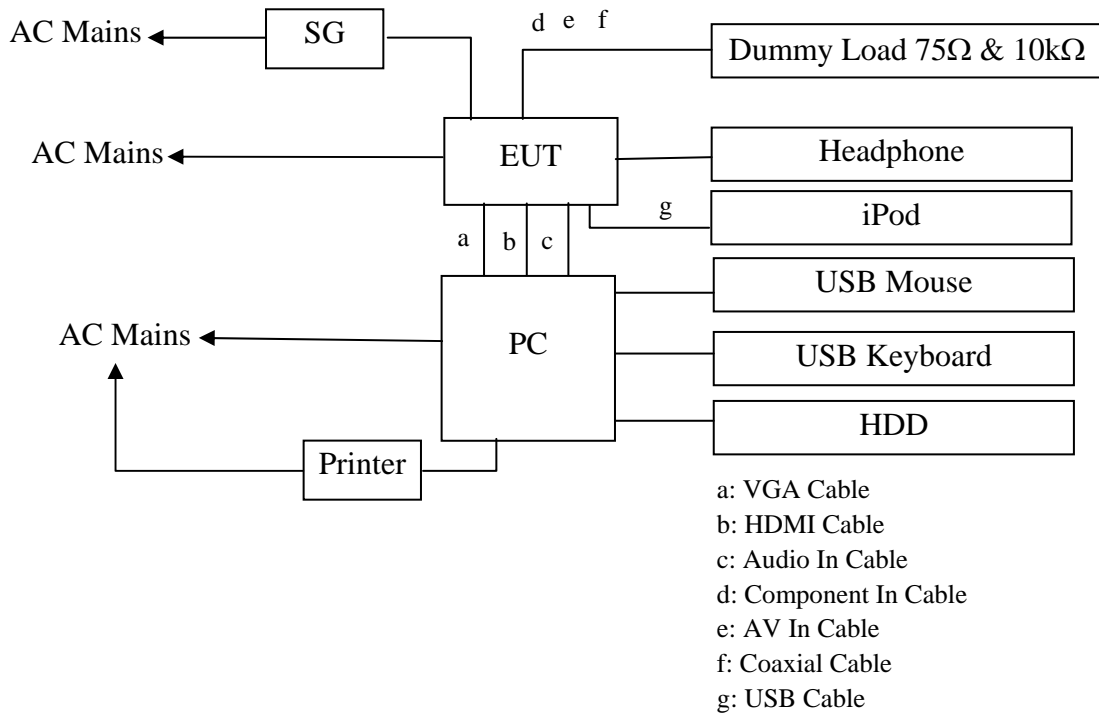 AC Mains
SG
d e f
Dummy Load 75Ω & 10kΩ
AC Mains
EUT
Headphone
g
iPod
a b c
USB Mouse
AC Mains
PC
USB Keyboard
HDD
Printer
a: VGA Cable
b: HDMI Cable
c: Audio In Cable
d: Component In Cable
e: AV In Cable
f: Coaxial Cable
g: USB Cable